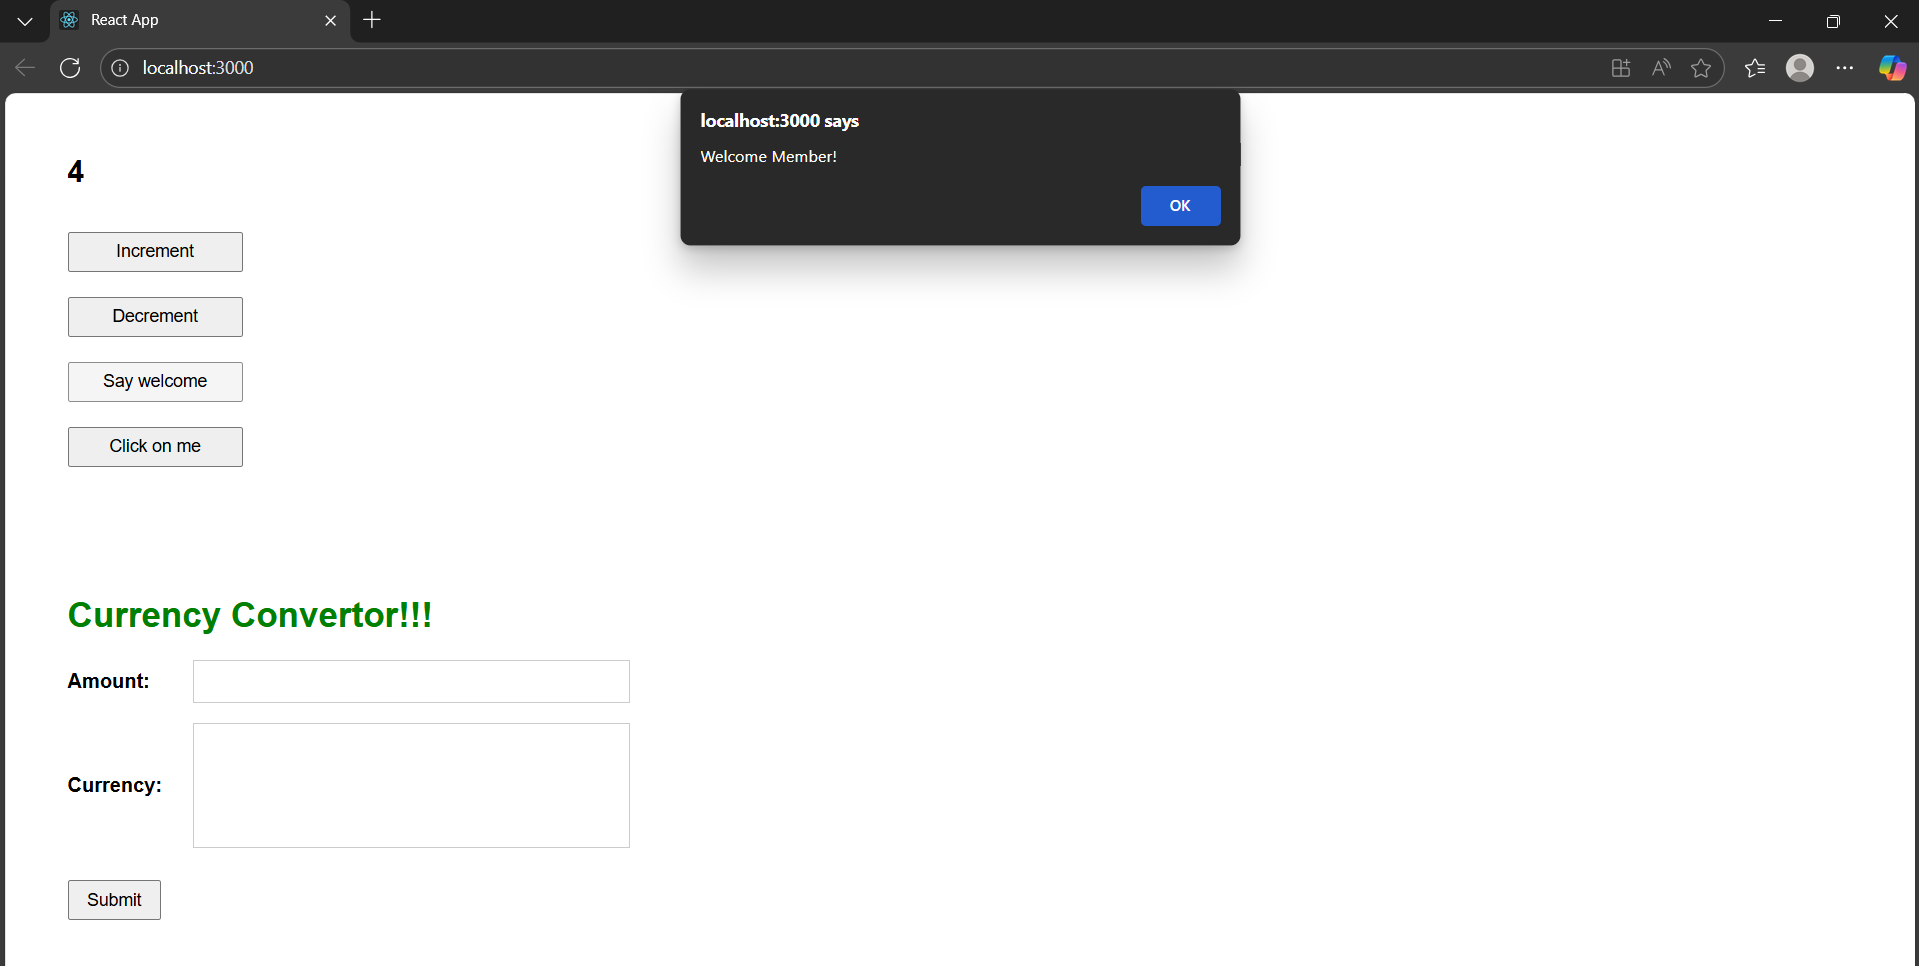 React App
localhost:3000
localhost:3000 says
Welcome Member!
OK
4
Increment
Decrement
Say welcome
Click on me
Currency Convertor!!!
Amount:
Currency:
Submit